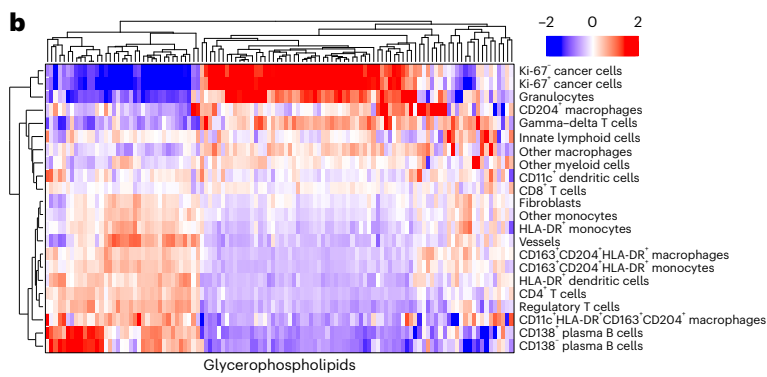 b
−2 0 2
Ki-67⁻ cancer cells
Ki-67⁺ cancer cells
Granulocytes
CD204⁺ macrophages
Gamma–delta T cells
Innate lymphoid cells
Other macrophages
Other myeloid cells
CD11c⁺ dendritic cells
CD8⁺ T cells
Fibroblasts
Other monocytes
HLA-DR⁺ monocytes
Vessels
CD163⁺CD204⁺HLA-DR⁺ macrophages
CD163⁺CD204⁺HLA-DR⁺ monocytes
HLA-DR⁺ dendritic cells
CD4⁺ T cells
Regulatory T cells
CD11c⁺HLA-DR⁺CD163⁺CD204⁺ macrophages
CD138⁺ plasma B cells
CD138⁻ plasma B cells
Glycerophospholipids